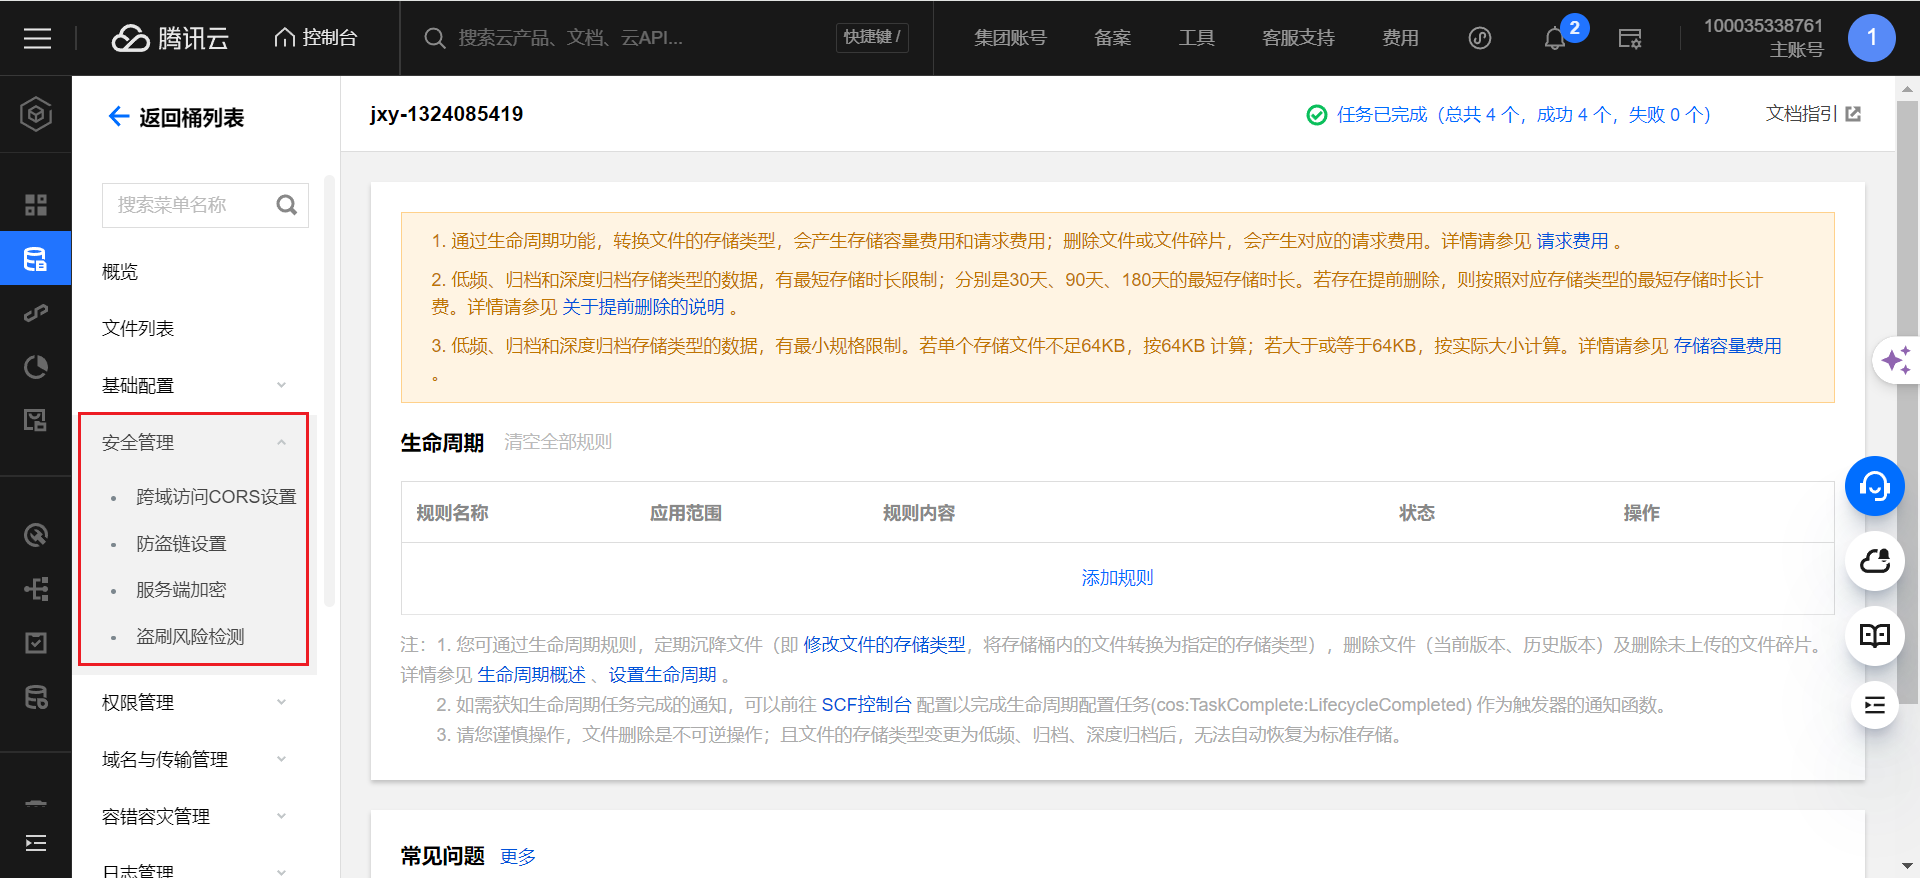 腾讯云
控制台
搜索云产品、文档、云API...
快捷键 /
集团账号
备案
工具
客服支持
费用
2
100035338761
主账号
1
返回桶列表
搜索菜单名称
概览
文件列表
基础配置
安全管理
跨域访问CORS设置
防盗链设置
服务端加密
盗刷风险检测
权限管理
域名与传输管理
容错容灾管理
日志管理
jxy-1324085419
任务已完成（总共 4 个，成功 4 个，失败 0 个）
文档指引
1. 通过生命周期功能，转换文件的存储类型，会产生存储容量费用和请求费用；删除文件或文件碎片，会产生对应的请求费用。详情请参见 请求费用 。
2. 低频、归档和深度归档存储类型的数据，有最短存储时长限制；分别是30天、90天、180天的最短存储时长。若存在提前删除，则按照对应存储类型的最短存储时长计
费。详情请参见 关于提前删除的说明 。
3. 低频、归档和深度归档存储类型的数据，有最小规格限制。若单个存储文件不足64KB，按64KB 计算；若大于或等于64KB，按实际大小计算。详情请参见 存储容量费用
。
生命周期 清空全部规则
规则名称 应用范围 规则内容 状态 操作
添加规则
注：1. 您可通过生命周期规则，定期沉降文件（即 修改文件的存储类型，将存储桶内的文件转换为指定的存储类型），删除文件（当前版本、历史版本）及删除未上传的文件碎片。
详情参见 生命周期概述 、设置生命周期 。
2. 如需获知生命周期任务完成的通知，可以前往 SCF控制台 配置以完成生命周期配置任务(cos:TaskComplete:LifecycleCompleted) 作为触发器的通知函数。
3. 请您谨慎操作，文件删除是不可逆操作；且文件的存储类型变更为低频、归档、深度归档后，无法自动恢复为标准存储。
常见问题 更多